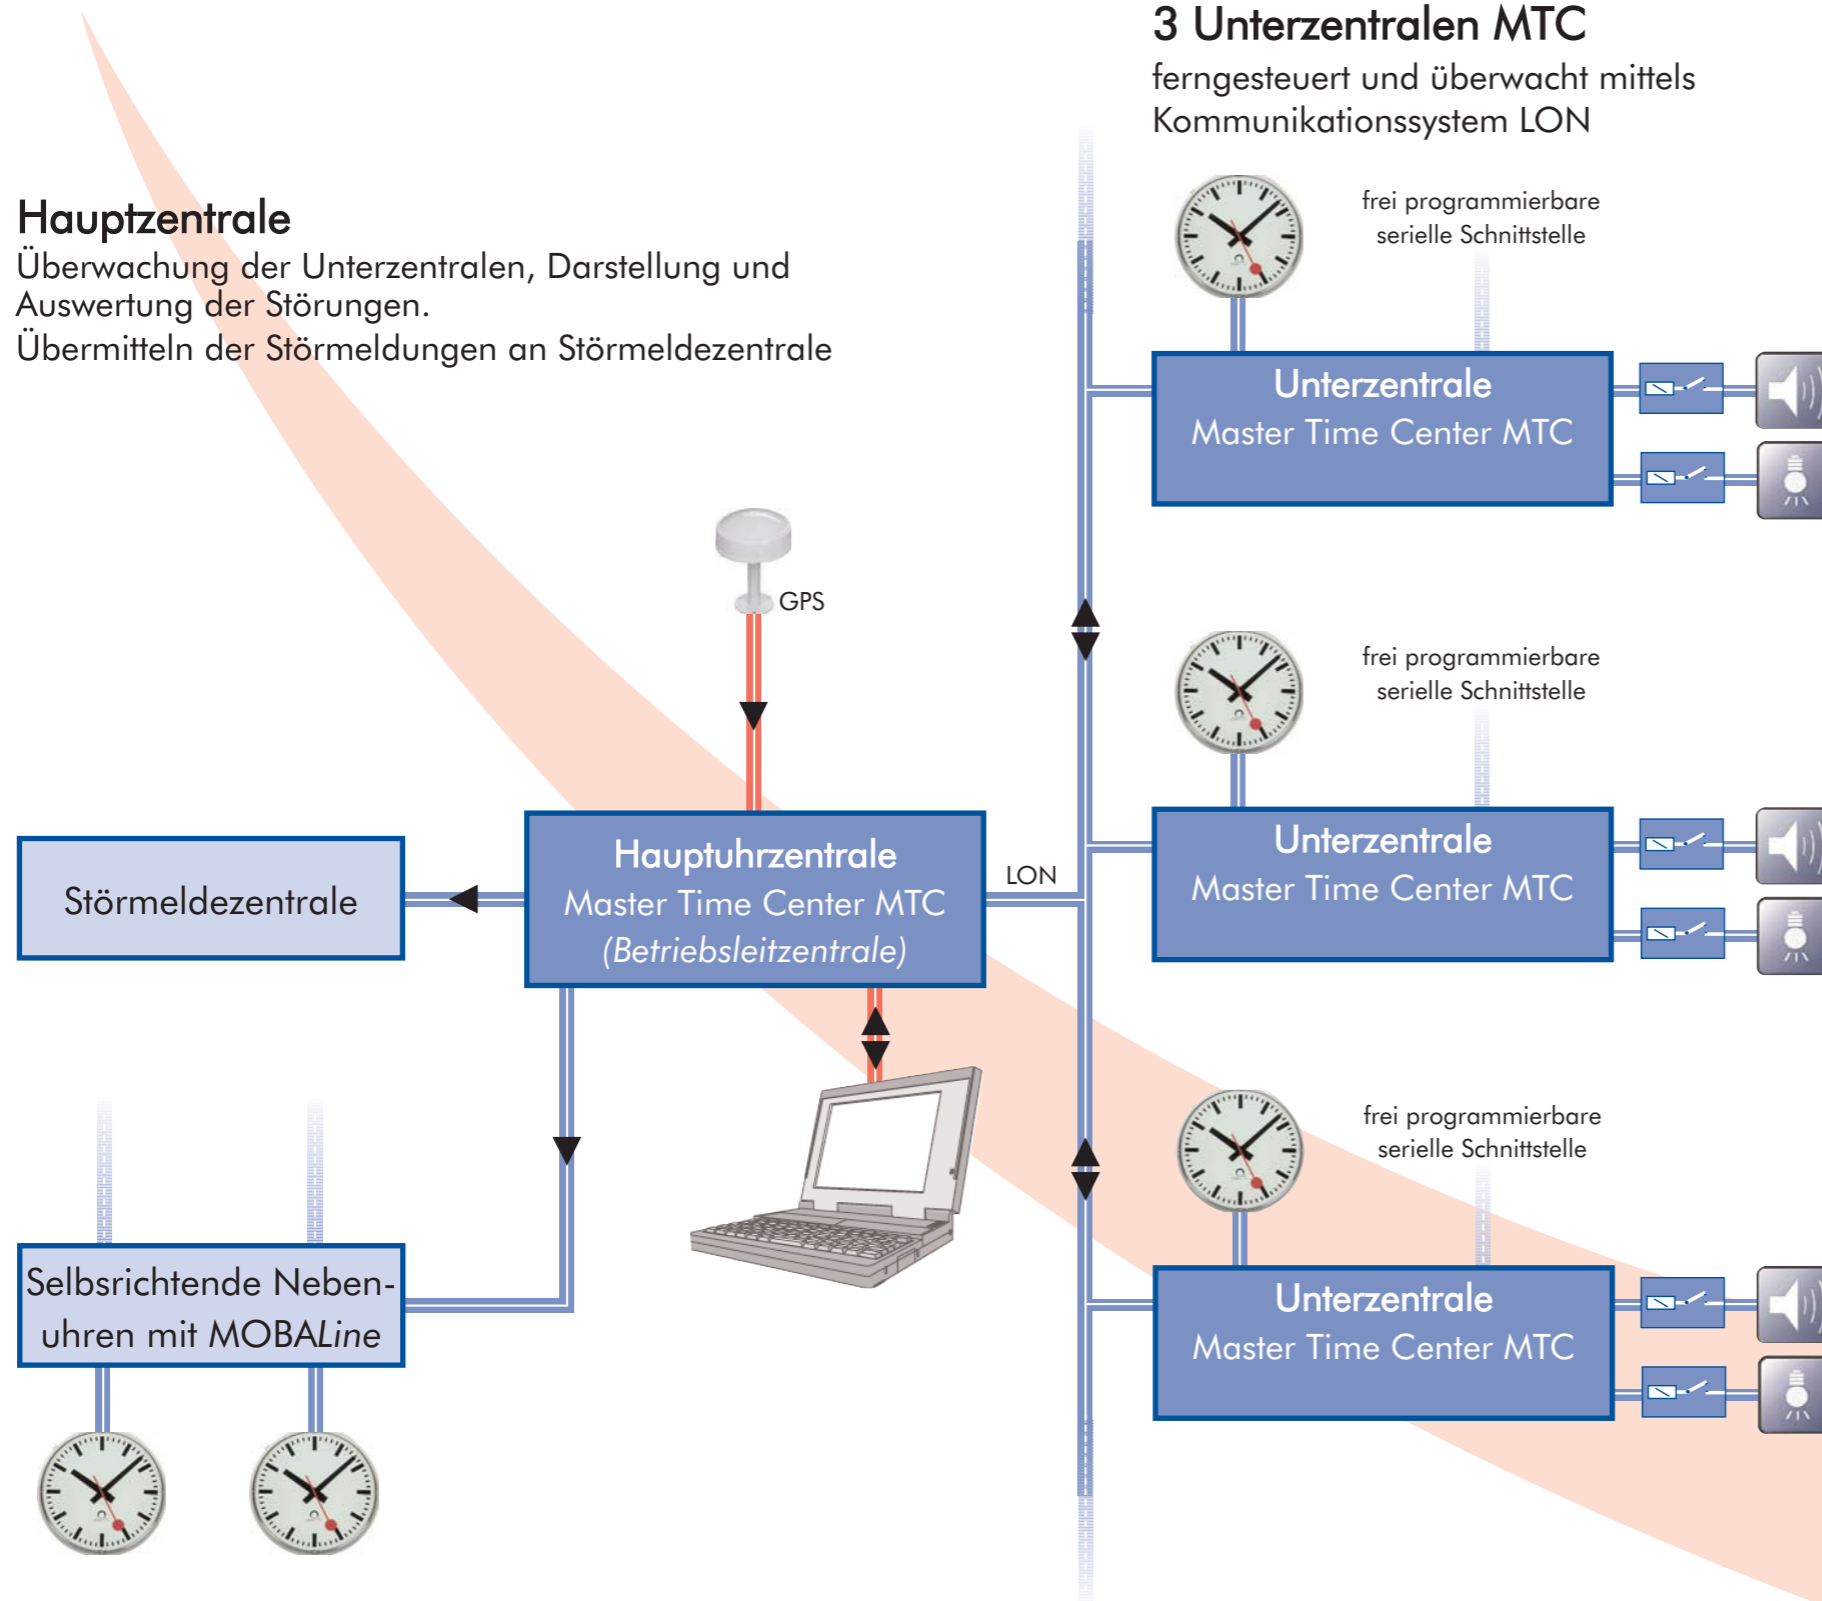 3 Unterzentralen MTC
ferngesteuert und überwacht mittels
Kommunikationssystem LON
Hauptzentrale
Überwachung der Unterzentralen, Darstellung und
Auswertung der Störungen.
Übermitteln der Störmeldungen an Störmeldezentrale
frei programmierbare
serielle Schnittstelle
Unterzentrale
Master Time Center MTC
GPS
frei programmierbare
serielle Schnittstelle
Unterzentrale
Master Time Center MTC
Störmeldezentrale
Hauptuhrzentrale
Master Time Center MTC
(Betriebsleitzentrale)
LON
frei programmierbare
serielle Schnittstelle
Unterzentrale
Master Time Center MTC
Selbsrichtende Neben-
uhren mit MOBALine